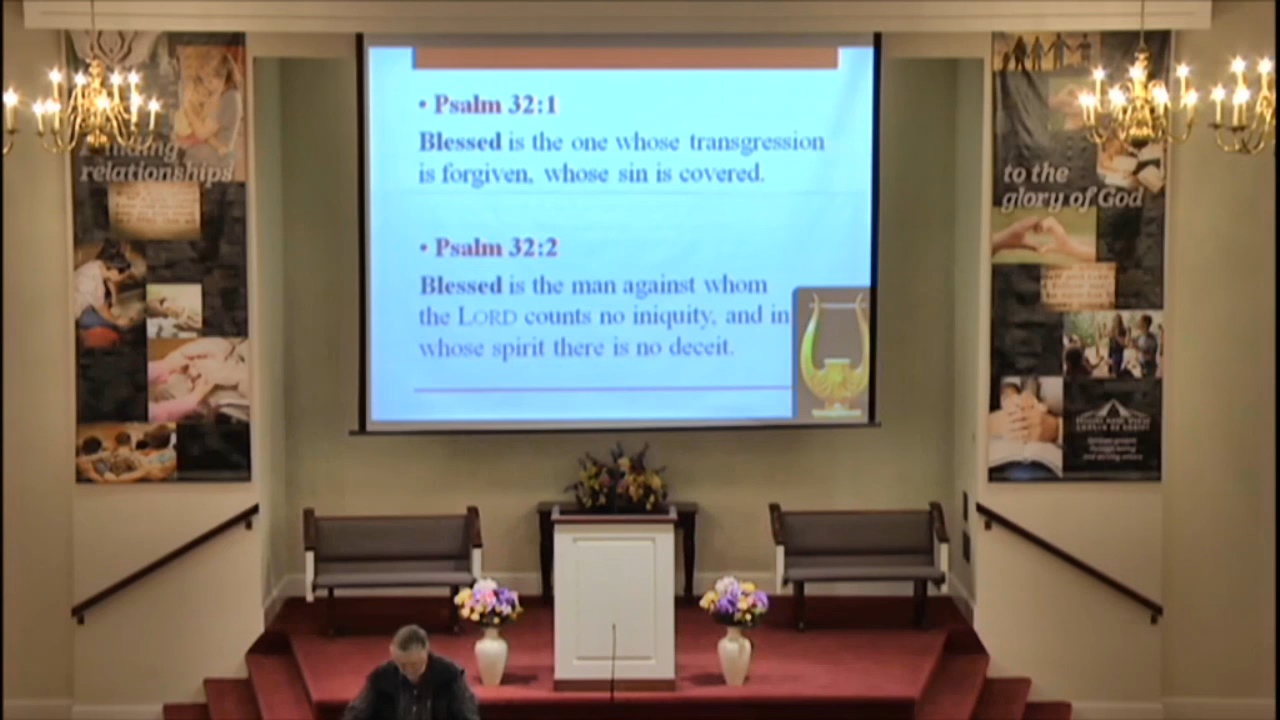 relationships
• Psalm 32:1
Blessed is the one whose transgression
is forgiven, whose sin is covered.
• Psalm 32:2
Blessed is the man against whom
the LORD counts no iniquity, and in
whose spirit there is no deceit.
to the
glory of God